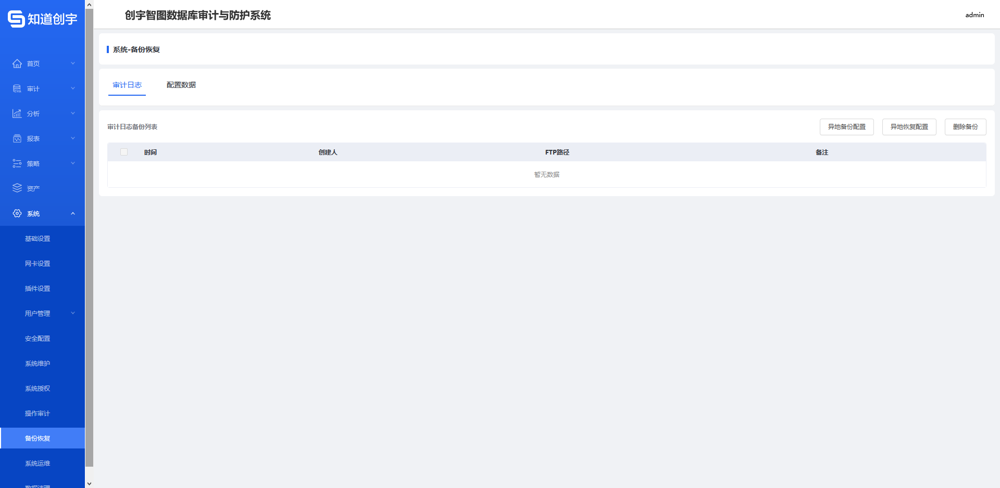 知道创宇
创宇智图数据库审计与防护系统
admin
首页
审计
分析
报表
策略
资产
系统
基础设置
网卡设置
插件设置
用户管理
安全配置
系统维护
系统授权
操作审计
备份恢复
系统运维
数据清理
系统-备份恢复
审计日志 配置数据
审计日志备份列表 异地备份配置 异地恢复配置 删除备份
时间 创建人 FTP路径 备注
暂无数据